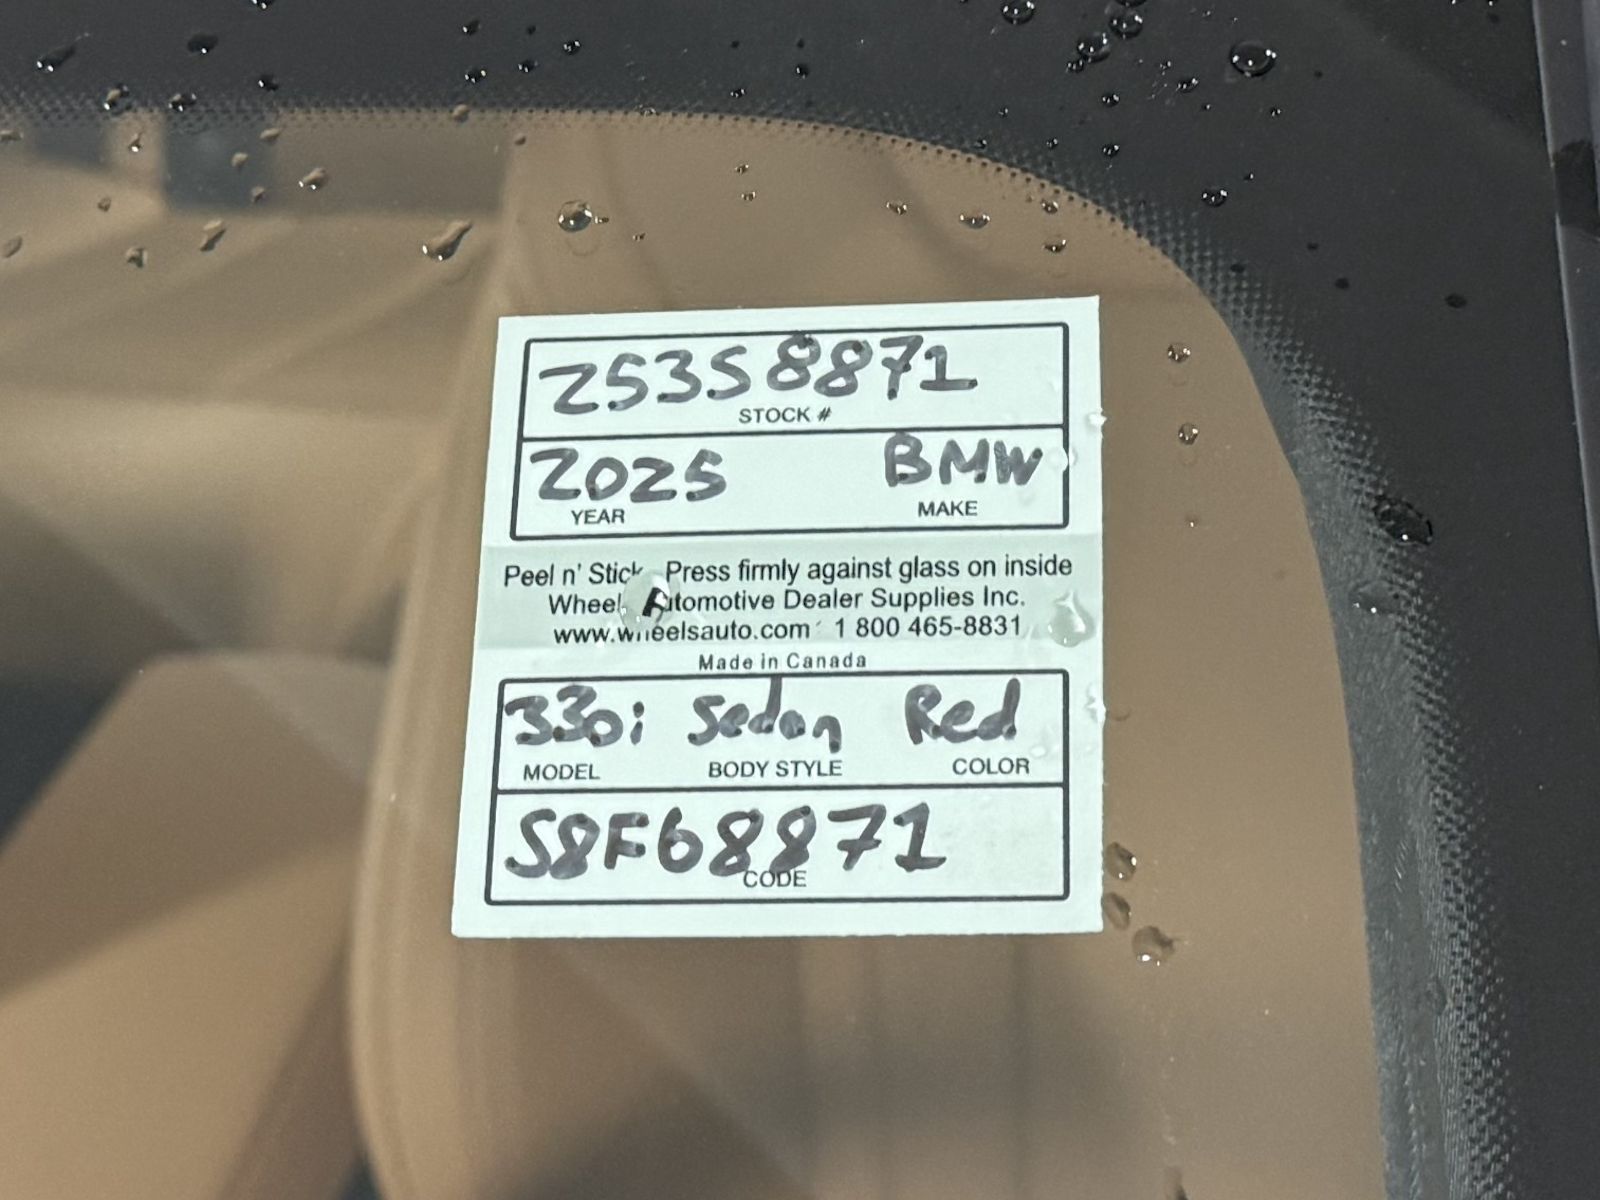 253S8871
STOCK #
2025 BMW
YEAR MAKE
Peel n' Stick Press firmly against glass on inside
Wheels Automotive Dealer Supplies Inc.
www.wheelsauto.com 1 800 465-8831
Made in Canada
330i Sedan Red
MODEL BODY STYLE COLOR
S8F68871
CODE